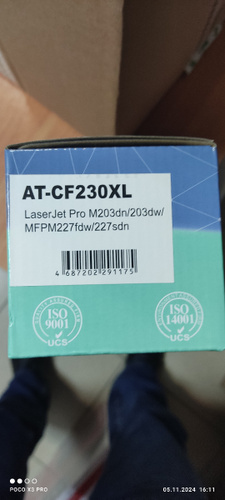 AT-CF230XL
LaserJet Pro M203dn/203dw/
MFPM227fdw/227sdn
4 687202 291175
ISO
9001
UCS
ISO
14001
UCS
POCO X3 PRO
05.11.2024 16:11